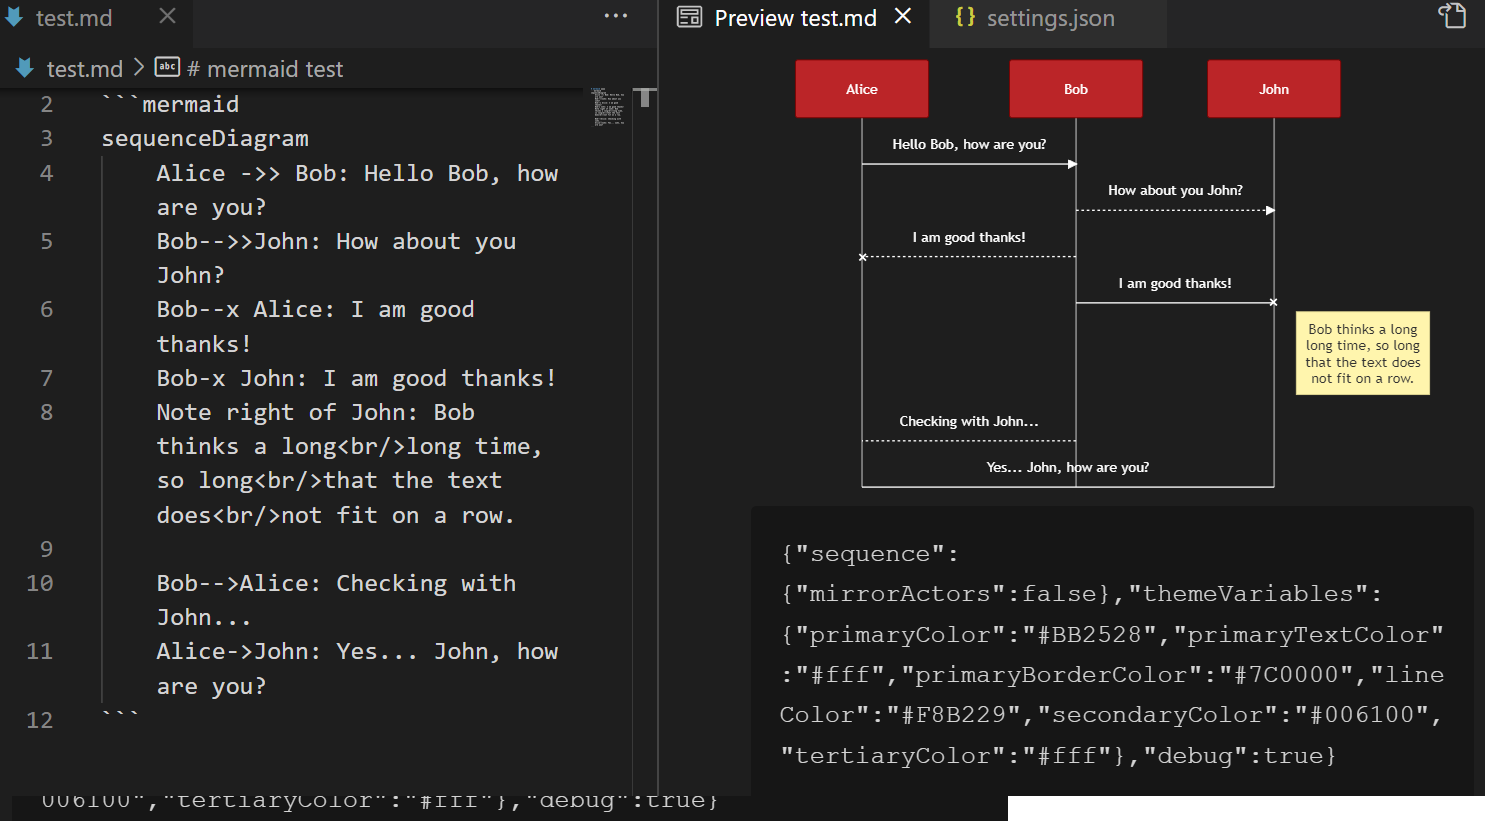 test.md
test.md > # mermaid test
2 ```mermaid
3 sequenceDiagram
4 Alice ->> Bob: Hello Bob, how
are you?
5 Bob-->>John: How about you
John?
6 Bob--x Alice: I am good
thanks!
7 Bob-x John: I am good thanks!
8 Note right of John: Bob
thinks a long<br/>long time,
so long<br/>that the text
does<br/>not fit on a row.
9
10 Bob-->Alice: Checking with
John...
11 Alice->John: Yes... John, how
are you?
12 ```
Preview test.md
{} settings.json
Alice
Bob
John
Hello Bob, how are you?
How about you John?
I am good thanks!
I am good thanks!
Bob thinks a long
long time, so long
that the text does
not fit on a row.
Checking with John...
Yes... John, how are you?
{"sequence":
{"mirrorActors":false},"themeVariables":
{"primaryColor":"#BB2528","primaryTextColor"
:"#fff","primaryBorderColor":"#7C0000","line
Color":"#F8B229","secondaryColor":"#006100",
"tertiaryColor":"#fff"},"debug":true}
006100","tertiaryColor":"#fff"},"debug":true}